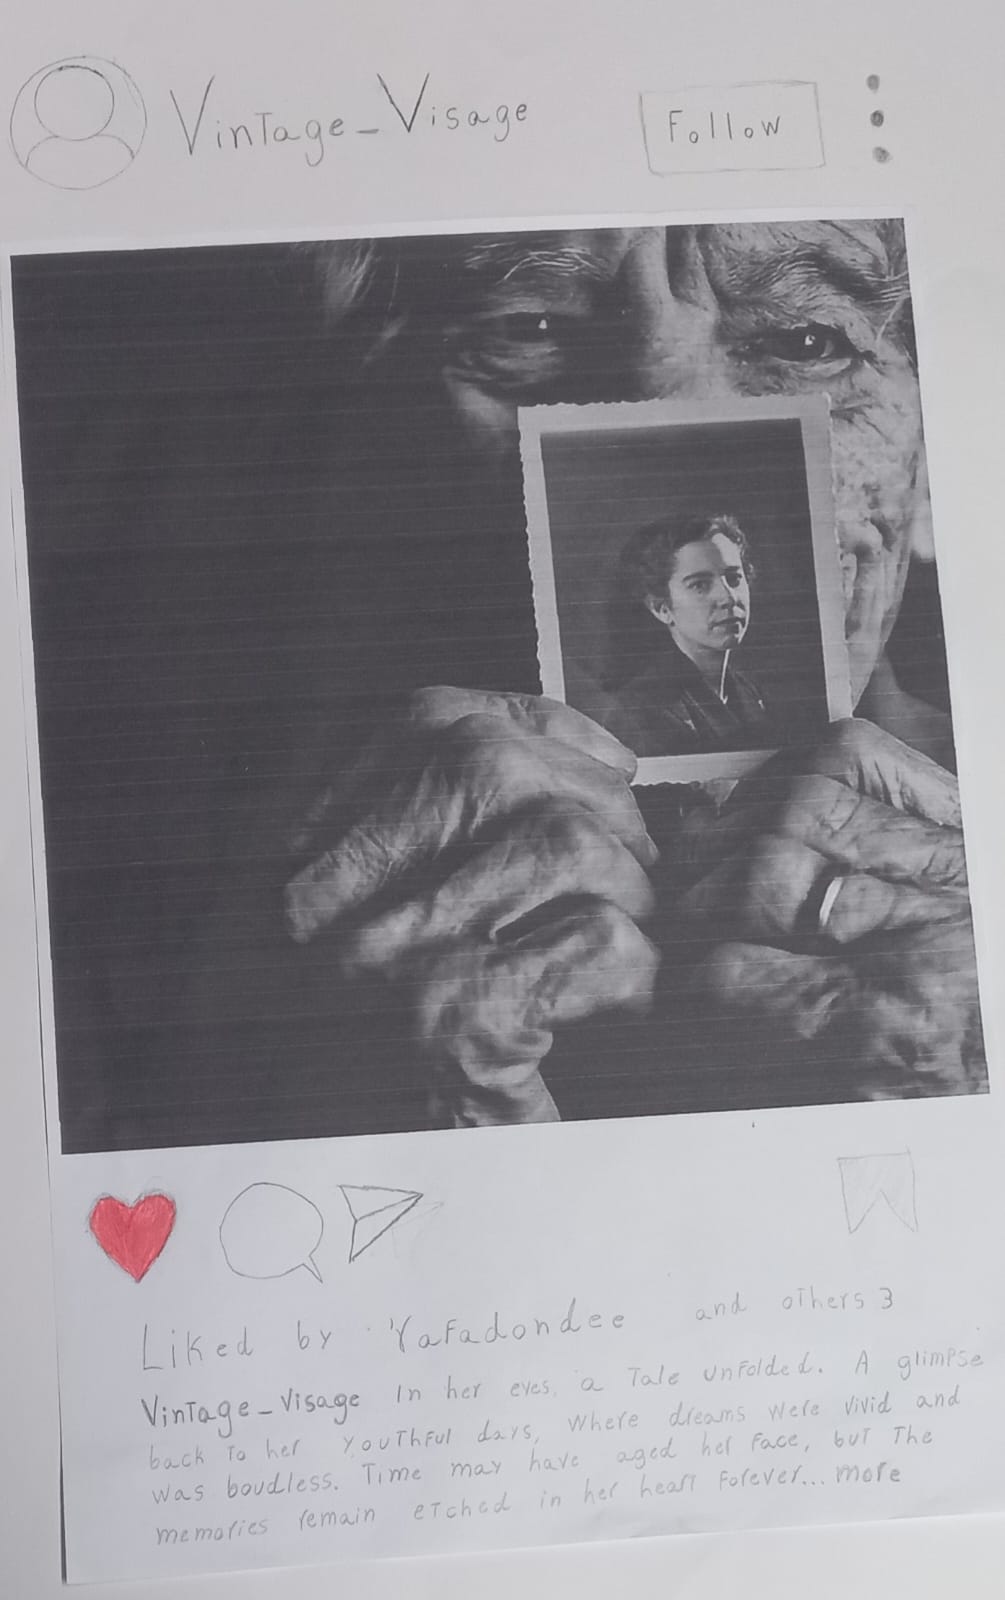 Vintage_Visage
Follow
Liked by Yafadondee and others 3
Vintage_Visage In her eyes, a Tale unfolded. A glimpse
back to her youthful days, where dreams were vivid and
was boudless. Time may have aged her face, but the
memories remain etched in her heart forever... more